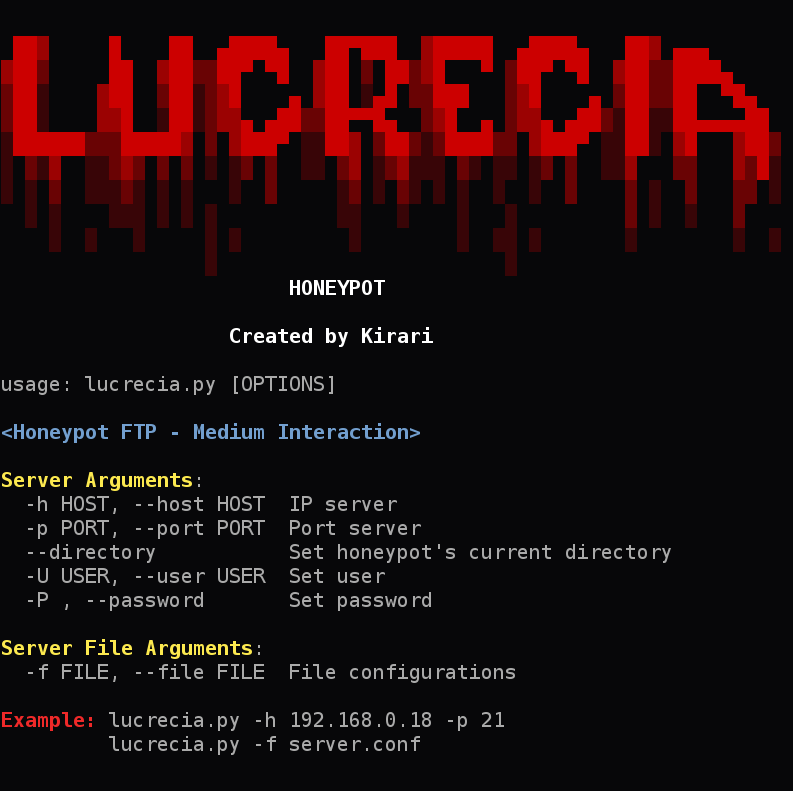 LUCRECIA
HONEYPOT
Created by Kirari
usage: lucrecia.py [OPTIONS]
<Honeypot FTP - Medium Interaction>
Server Arguments:
-h HOST, --host HOST  IP server
-p PORT, --port PORT  Port server
--directory           Set honeypot's current directory
-U USER, --user USER  Set user
-P , --password       Set password
Server File Arguments:
-f FILE, --file FILE  File configurations
Example: lucrecia.py -h 192.168.0.18 -p 21
lucrecia.py -f server.conf